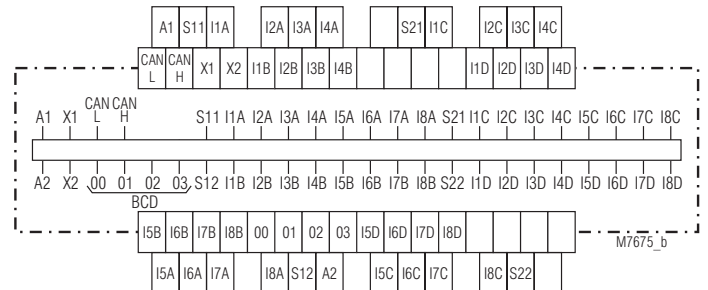 A1 S11 I1A I2A I3A I4A S21 I1C I2C I3C I4C
CAN L CAN H X1 X2 I1B I2B I3B I4B I1D I2D I3D I4D
A1 X1 CAN L CAN H S11 I1A I2A I3A I4A I5A I6A I7A I8A S21 I1C I2C I3C I4C I5C I6C I7C I8C
A2 X2 00 01 02 03 S12 I1B I2B I3B I4B I5B I6B I7B I8B S22 I1D I2D I3D I4D I5D I6D I7D I8D
BCD
I5B I6B I7B I8B 00 01 02 03 I5D I6D I7D I8D
M7675_b
I5A I6A I7A I8A S12 A2 I5C I6C I7C I8C S22